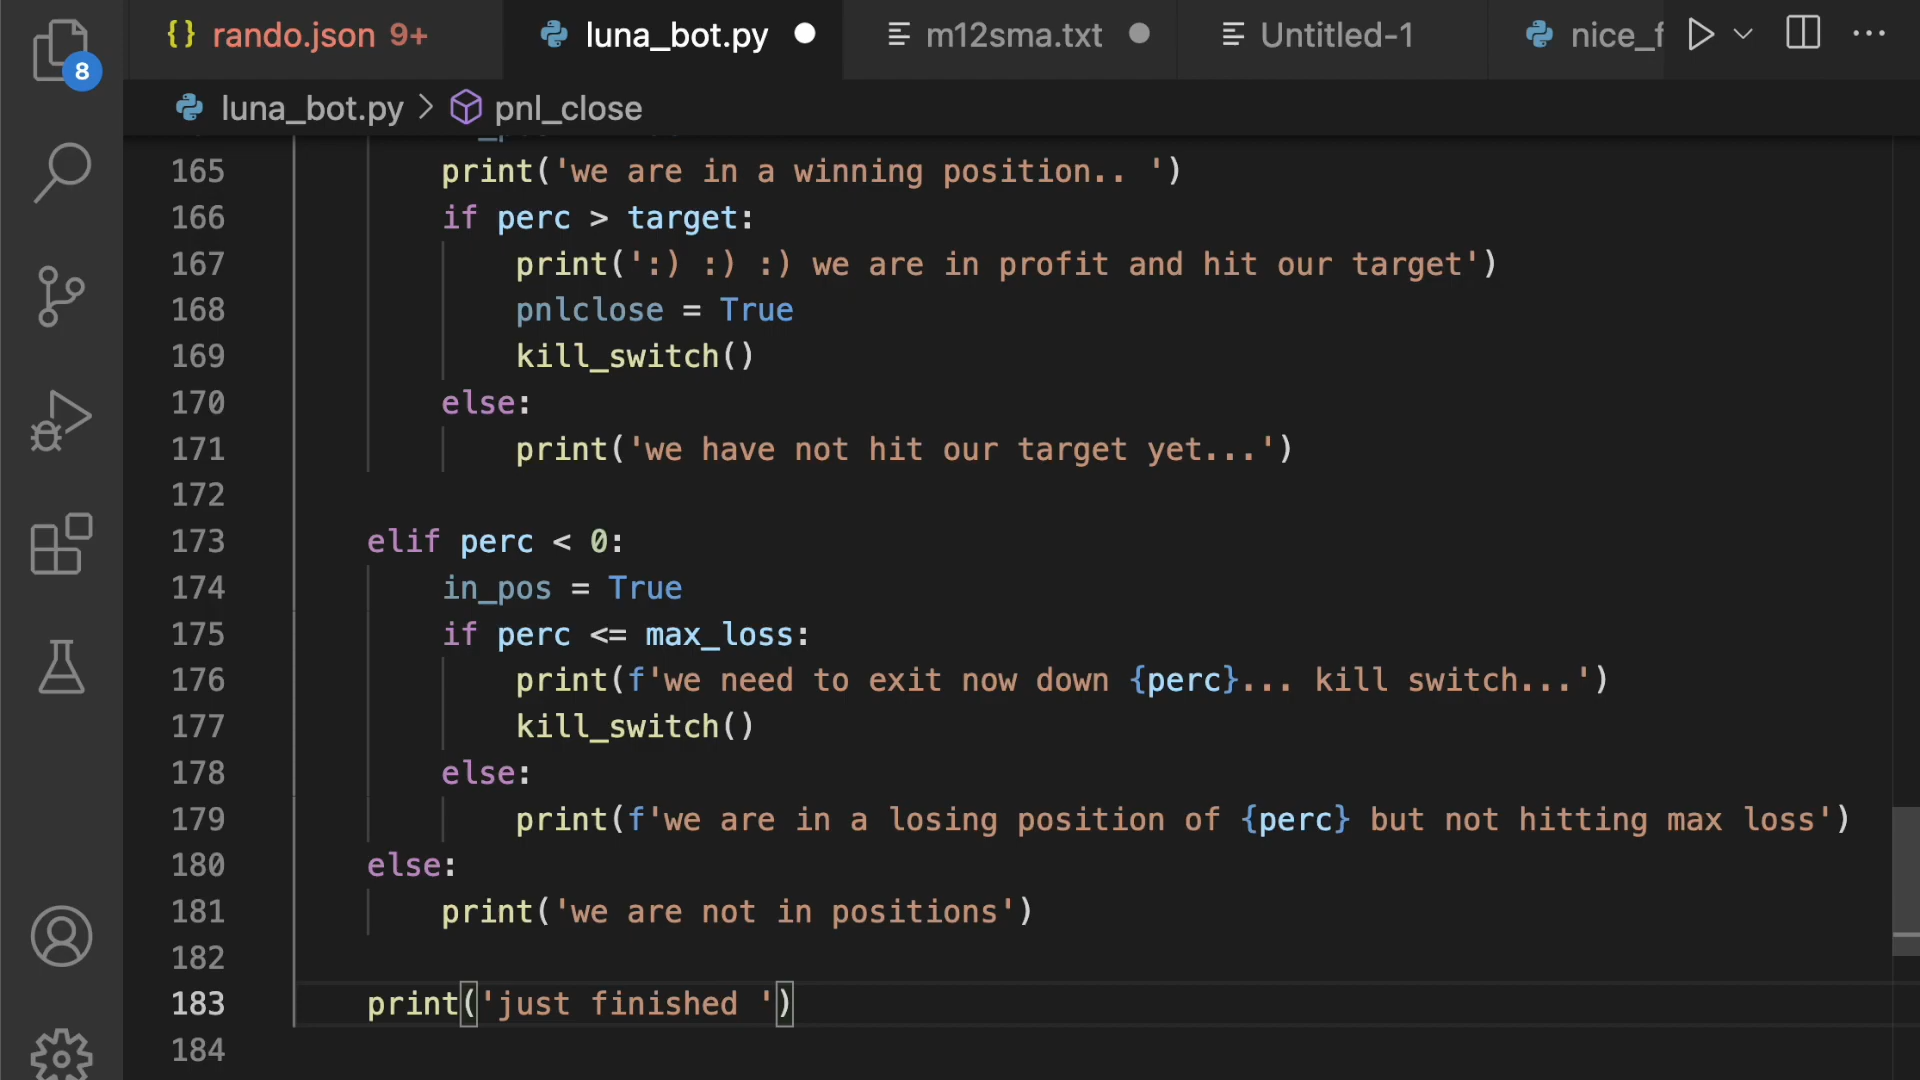 rando.json 9+
luna_bot.py
m12sma.txt
Untitled-1
nice_f
8
luna_bot.py > pnl_close
165 print('we are in a winning position.. ')
166 if perc > target:
167 print(':) :) :) we are in profit and hit our target')
168 pnlclose = True
169 kill_switch()
170 else:
171 print('we have not hit our target yet...')
172
173 elif perc < 0:
174 in_pos = True
175 if perc <= max_loss:
176 print(f'we need to exit now down {perc}... kill switch...')
177 kill_switch()
178 else:
179 print(f'we are in a losing position of {perc} but not hitting max loss')
180 else:
181 print('we are not in positions')
182
183 print('just finished ')
184